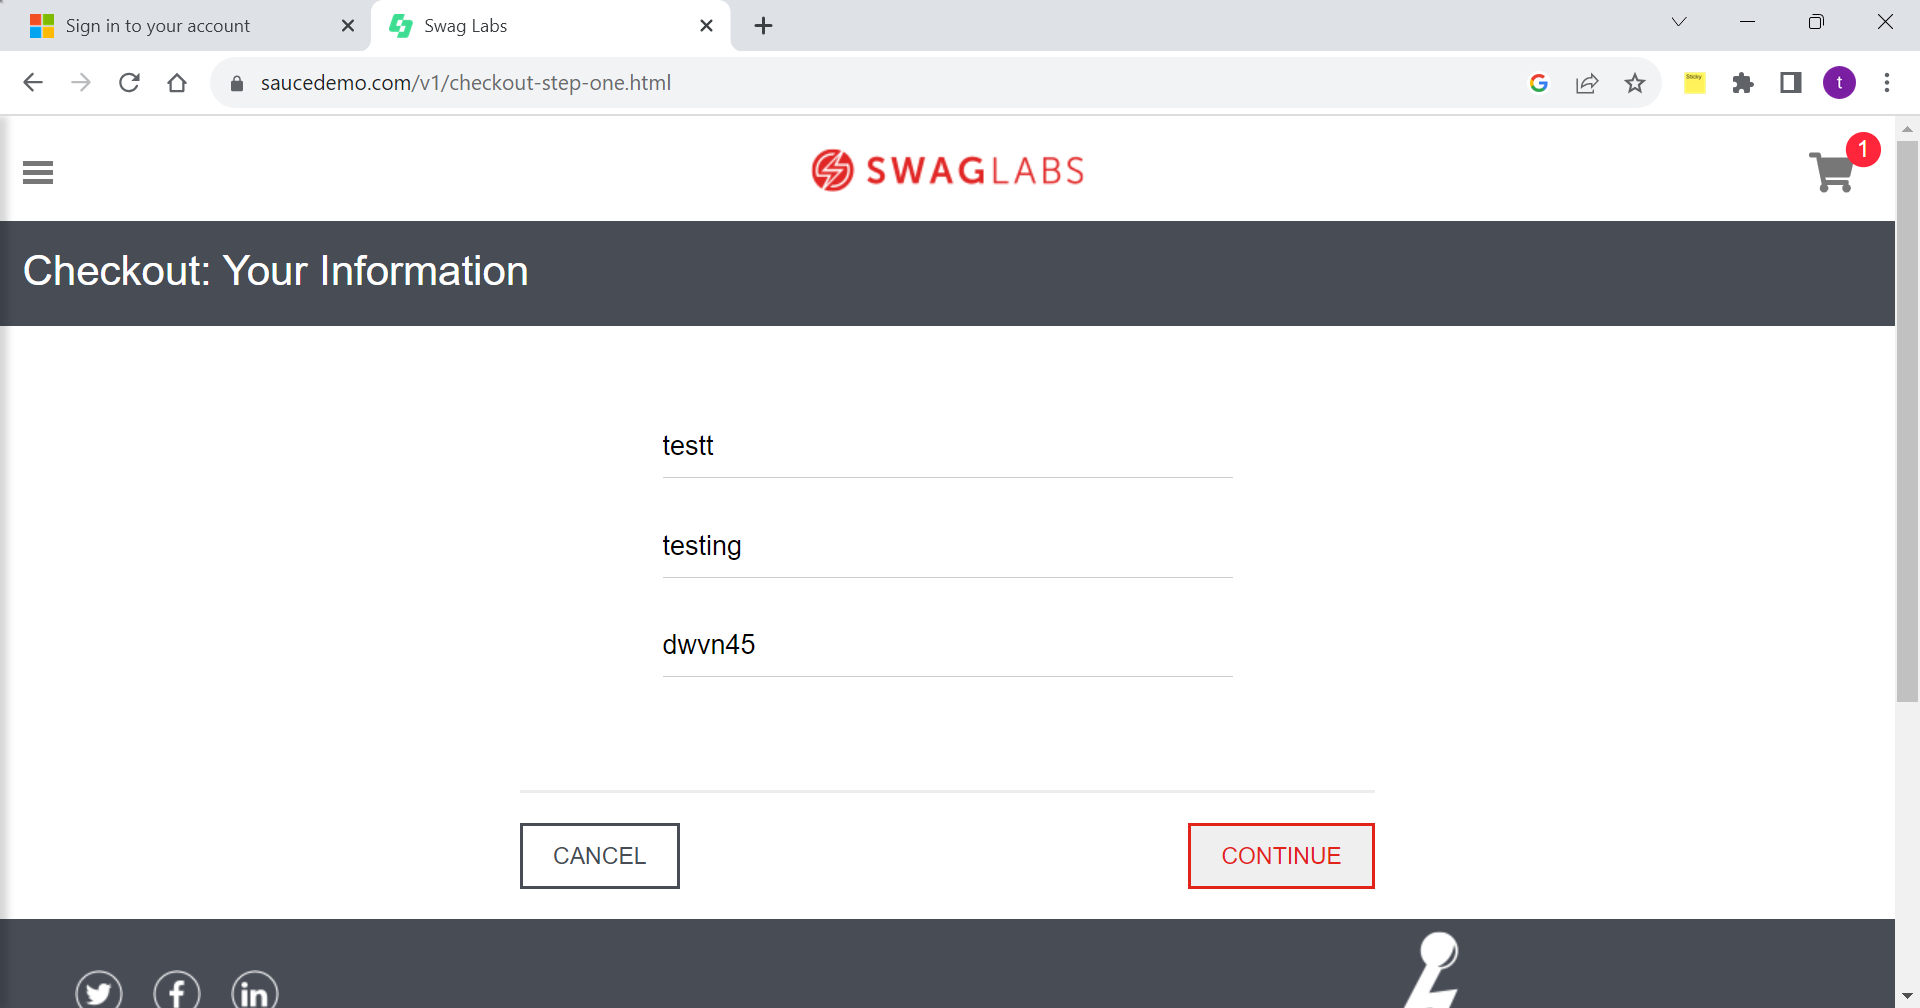 Sign in to your account
Swag Labs
saucedemo.com/v1/checkout-step-one.html
Sticky
t
SWAGLABS
1
Checkout: Your Information
testt
testing
dwvn45
CANCEL
CONTINUE